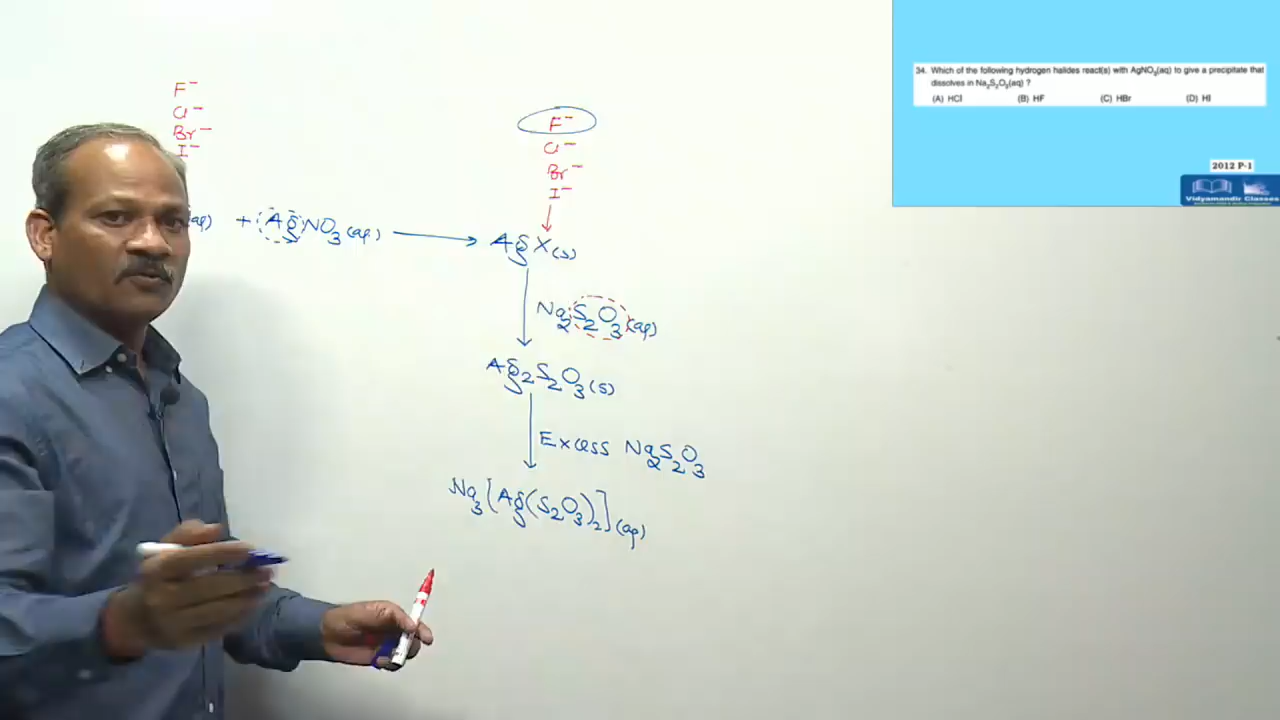 F⁻
Cl⁻
Br⁻
I⁻
(aq) + AgNO₃(aq) ⟶ AgX(s)
F⁻
Cl⁻
Br⁻
I⁻
Na₂S₂O₃(aq)
Ag₂S₂O₃(s)
Excess Na₂S₂O₃
Na₃[Ag(S₂O₃)₂](aq)
34. Which of the following hydrogen halides react(s) with AgNO₃(aq) to give a precipitate that
dissolves in Na₂S₂O₃(aq) ?
(A) HCl (B) HF (C) HBr (D) HI
2012 P-1
Vidyamandir Classes